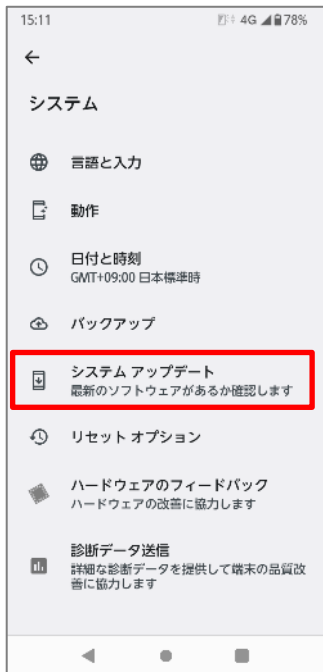 15:11 4G 78%
システム
言語と入力
動作
日付と時刻
GMT+09:00 日本標準時
バックアップ
システム アップデート
最新のソフトウェアがあるか確認します
リセット オプション
ハードウェアのフィードバック
ハードウェアの改善に協力します
診断データ送信
詳細な診断データを提供して端末の品質改
善に協力します